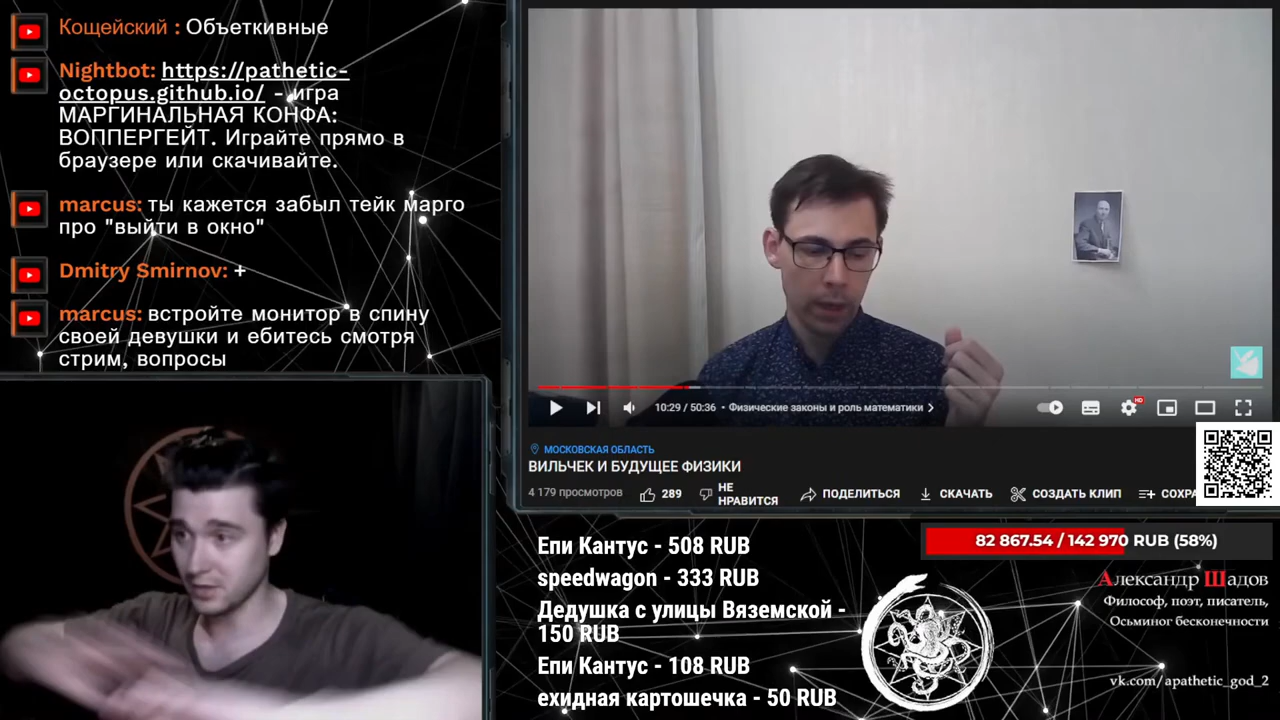 Кощейский : Объеткивные
Nightbot: https://pathetic-
octopus.github.io/ - игра
МАРГИНАЛЬНАЯ КОНФА:
ВОППЕРГЕЙТ. Играйте прямо в
браузере или скачивайте.
marcus: ты кажется забыл тейк марго
про "выйти в окно"
Dmitry Smirnov: +
marcus: встройте монитор в спину
своей девушки и ебитесь смотря
стрим, вопросы
10:29 / 50:36 • Физические законы и роль математики
HD
МОСКОВСКАЯ ОБЛАСТЬ
ВИЛЬЧЕК И БУДУЩЕЕ ФИЗИКИ
4 179 просмотров
289
НЕ
НРАВИТСЯ
ПОДЕЛИТЬСЯ
СКАЧАТЬ
СОЗДАТЬ КЛИП
СОХРА
Епи Кантус - 508 RUB
speedwagon - 333 RUB
Дедушка с улицы Вяземской -
150 RUB
Епи Кантус - 108 RUB
ехидная картошечка - 50 RUB
82 867.54 / 142 970 RUB (58%)
Александр Шадов
Философ, поэт, писатель,
Осьминог бесконечности
vk.com/apathetic_god_2